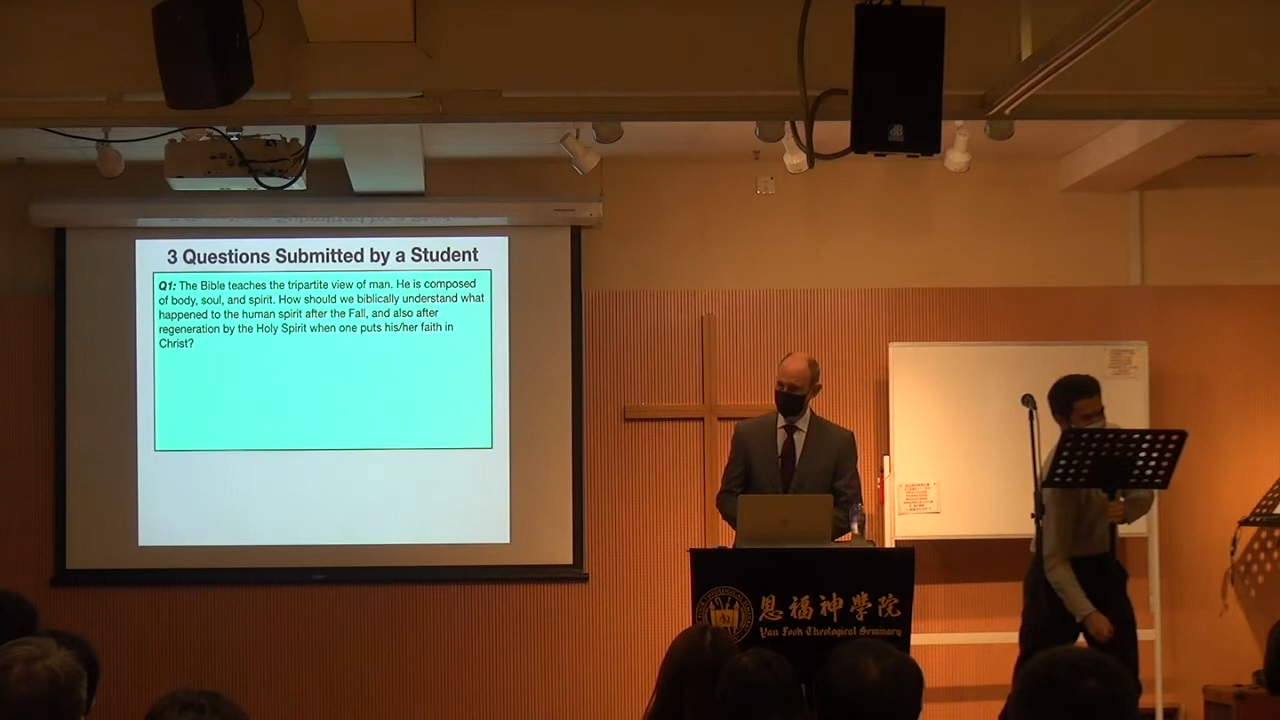 3 Questions Submitted by a Student
Q1: The Bible teaches the tripartite view of man. He is composed
of body, soul, and spirit. How should we biblically understand what
happened to the human spirit after the Fall, and also after
regeneration by the Holy Spirit when one puts his/her faith in
Christ?
恩福神學院
Yan Fook Theological Seminary